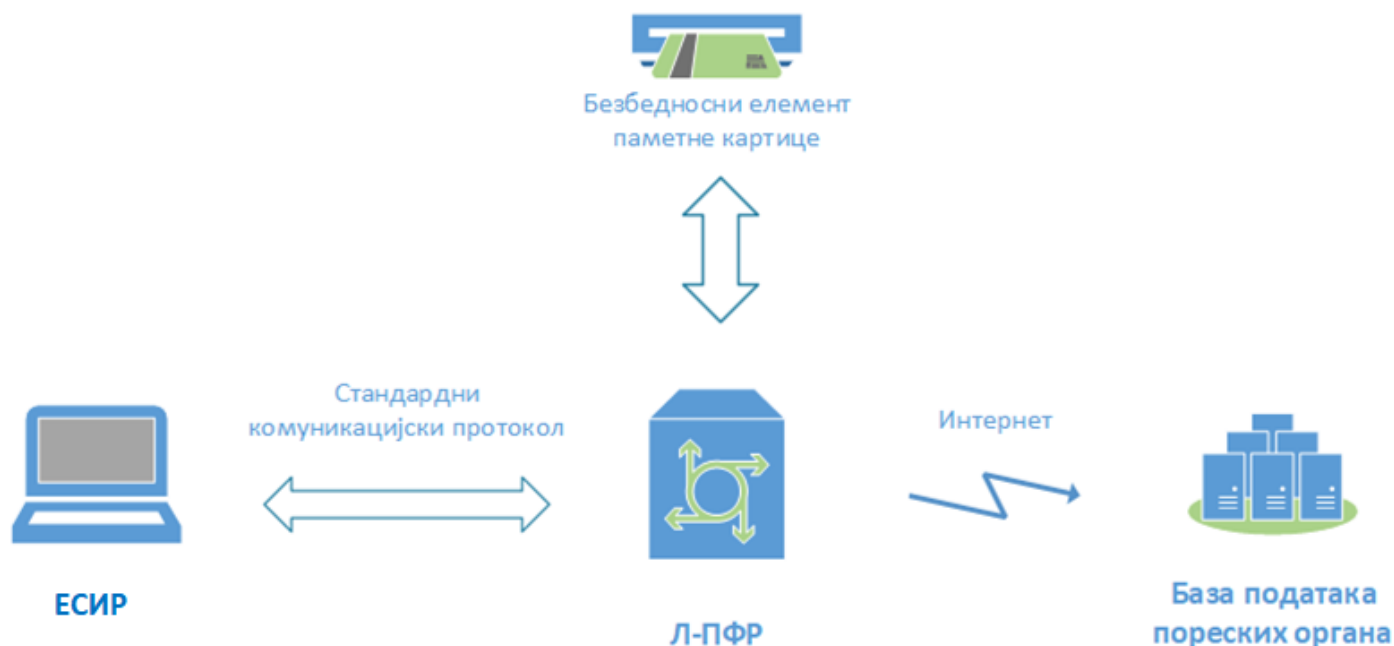 Безбедносни елемент
паметне картице
Стандардни
комуникацијски протокол
Интернет
ЕСИР
Л-ПФР
База података
пореских органа